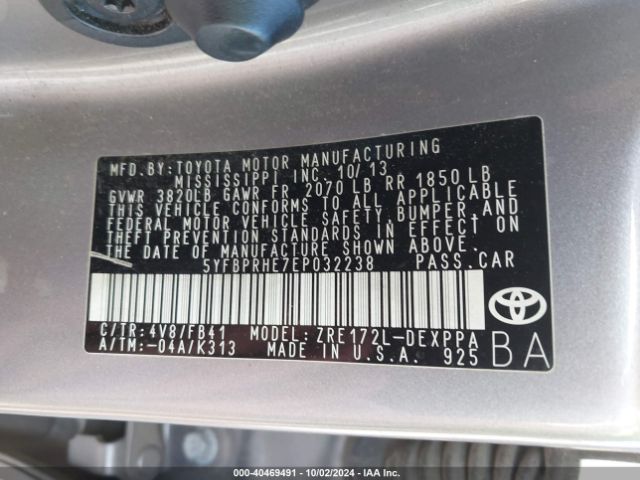 MFD. BY: TOYOTA MOTOR MANUFACTURING
MISSISSIPPI INC. 10/13
GVWR 3820LB GAWR FR 2070 LB RR 1850 LB
THIS VEHICLE CONFORMS TO ALL APPLICABLE
FEDERAL MOTOR VEHICLE SAFETY, BUMPER, AND
THEFT PREVENTION STANDARDS IN EFFECT ON
THE DATE OF MANUFACTURE SHOWN ABOVE.
5YFBPRHE7EP032238 PASS. CAR
C/TR: 4V8/FB41 MODEL: ZRE172L-DEXPPA
A/TM: -04A/K313 MADE IN U.S.A. 925
BA
000-40469491 - 10/02/2024 - IAA Inc.